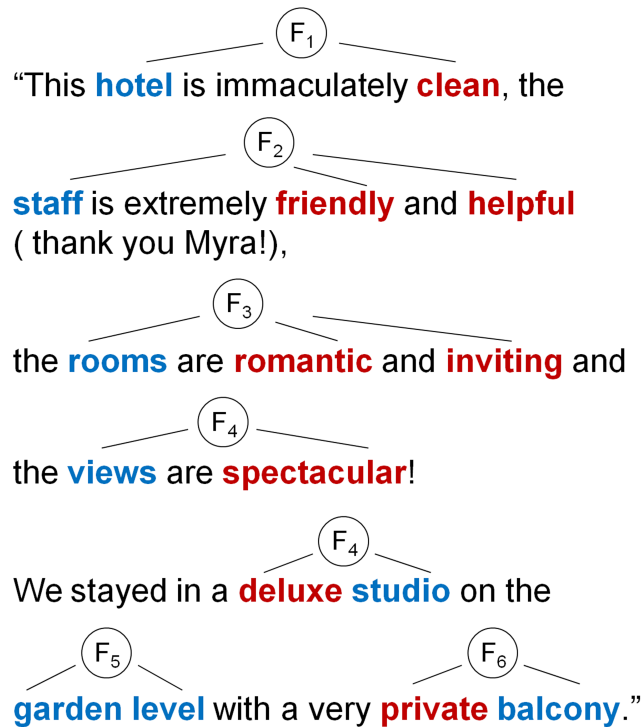 F₁
“This hotel is immaculately clean, the
F₂
staff is extremely friendly and helpful
( thank you Myra!),
F₃
the rooms are romantic and inviting and
F₄
the views are spectacular!
F₄
We stayed in a deluxe studio on the
F₅ F₆
garden level with a very private balcony.”